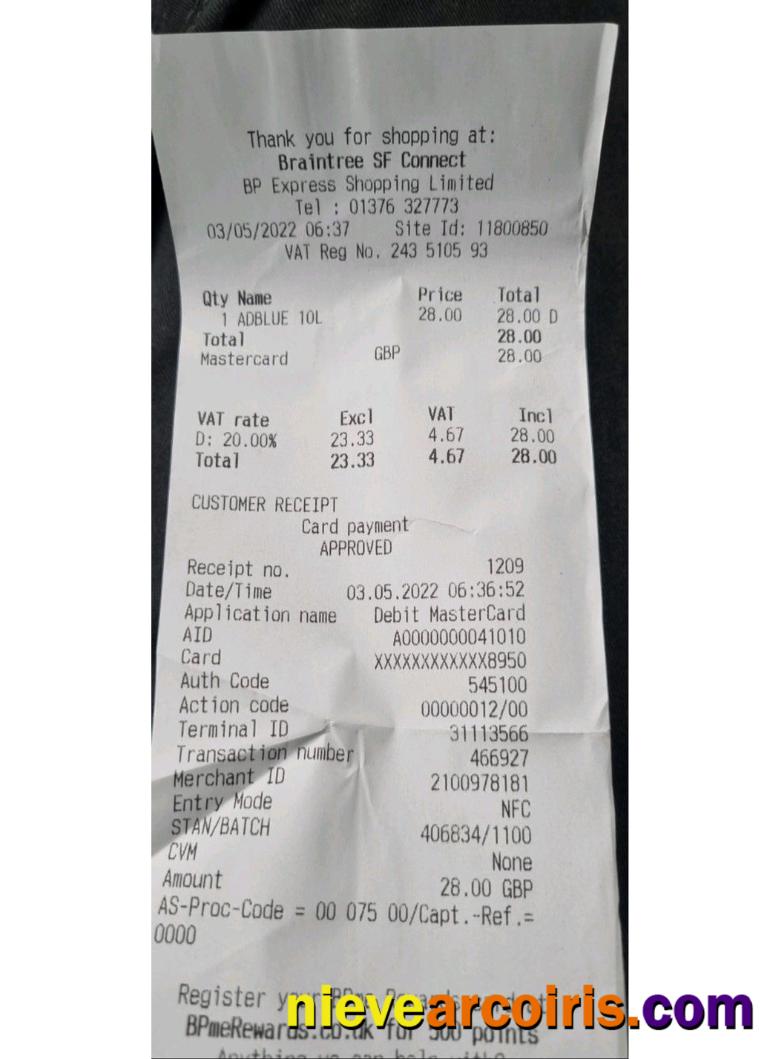 Thank you for shopping at:
Braintree SF Connect
BP Express Shopping Limited
Tel : 01376 327773
03/05/2022 06:37 Site Id: 11800850
VAT Reg No. 243 5105 93
Qty Name Price Total
1 ADBLUE 10L 28.00 28.00 D
Total 28.00
Mastercard GBP 28.00
VAT rate Excl VAT Incl
D: 20.00% 23.33 4.67 28.00
Total 23.33 4.67 28.00
CUSTOMER RECEIPT
Card payment
APPROVED
Receipt no. 1209
Date/Time 03.05.2022 06:36:52
Application name Debit MasterCard
AID A0000000041010
Card XXXXXXXXXXXX8950
Auth Code 545100
Action code 00000012/00
Terminal ID 31113566
Transaction number 466927
Merchant ID 2100978181
Entry Mode NFC
STAN/BATCH 406834/1100
CVM None
Amount 28.00 GBP
AS-Proc-Code = 00 075 00/Capt.-Ref.=
0000
Register
nievearcoiris.com
BPmeRewards.co.uk for 500 points